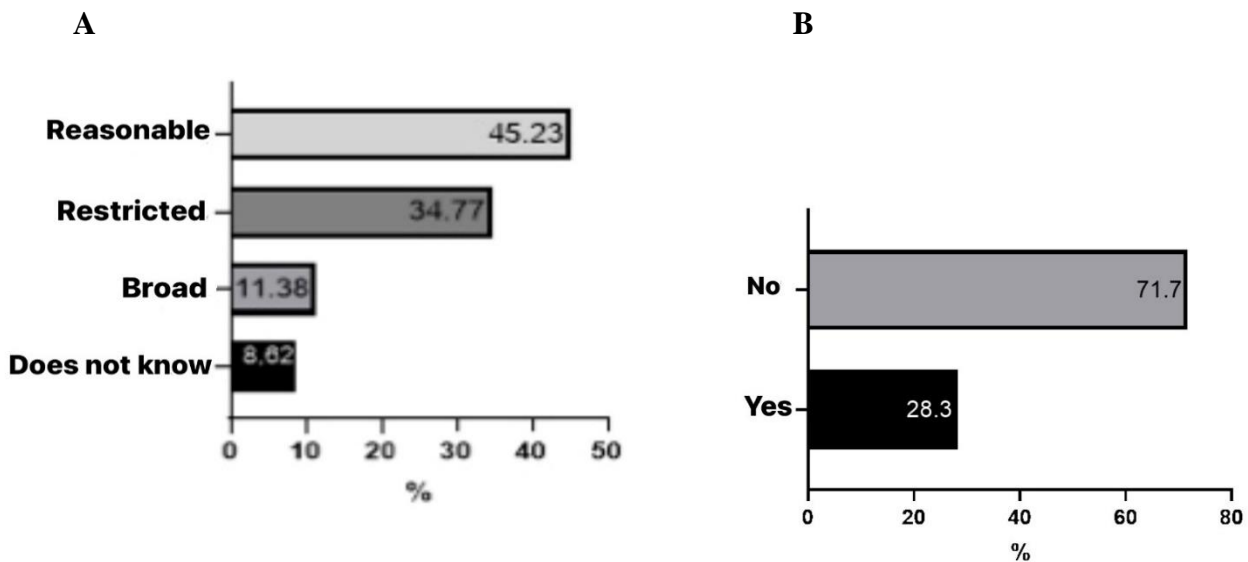 A
Reasonable
45.23
Restricted
34.77
Broad
11.38
Does not know
8,62
0 10 20 30 40 50
%
B
No
71.7
Yes
28.3
0 20 40 60 80
%